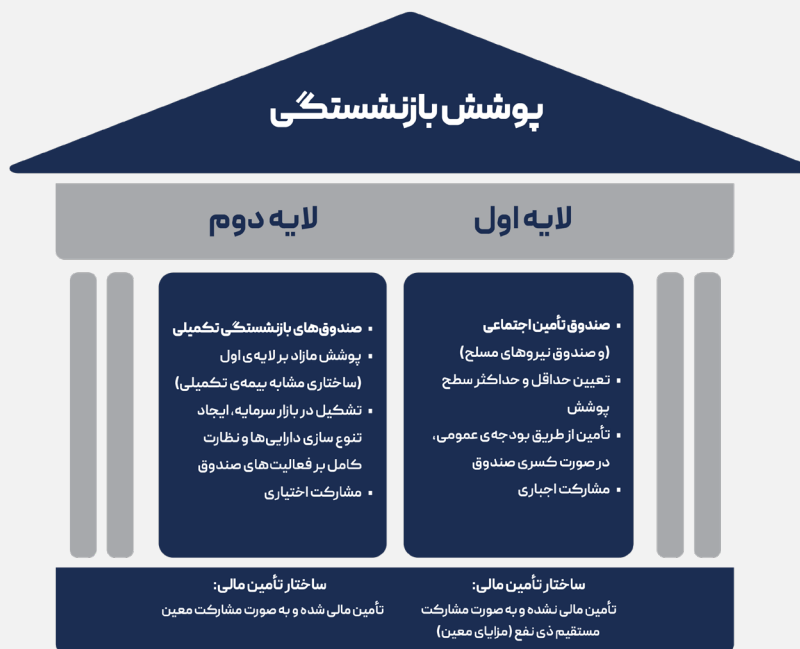 پوشش بازنشستگی
لایه اول
لایه دوم
▪ صندوق تأمین اجتماعی
(و صندوق نیروهای مسلح)
▪ تعیین حداقل و حداکثر سطح
پوشش
▪ تأمین از طریق بودجه‌ی عمومی،
در صورت کسری صندوق
▪ مشارکت اجباری
▪ صندوق‌های بازنشستگی تکمیلی
▪ پوشش مازاد بر لایه‌ی اول
(ساختاری مشابه بیمه‌ی تکمیلی)
▪ تشکیل در بازار سرمایه، ایجاد
تنوع سازی دارایی‌ها و نظارت
کامل بر فعالیت‌های صندوق
▪ مشارکت اختیاری
ساختار تأمین مالی:
تأمین مالی نشده و به صورت مشارکت
مستقیم ذی نفع (مزایای معین)
ساختار تأمین مالی:
تأمین مالی شده و به صورت مشارکت معین